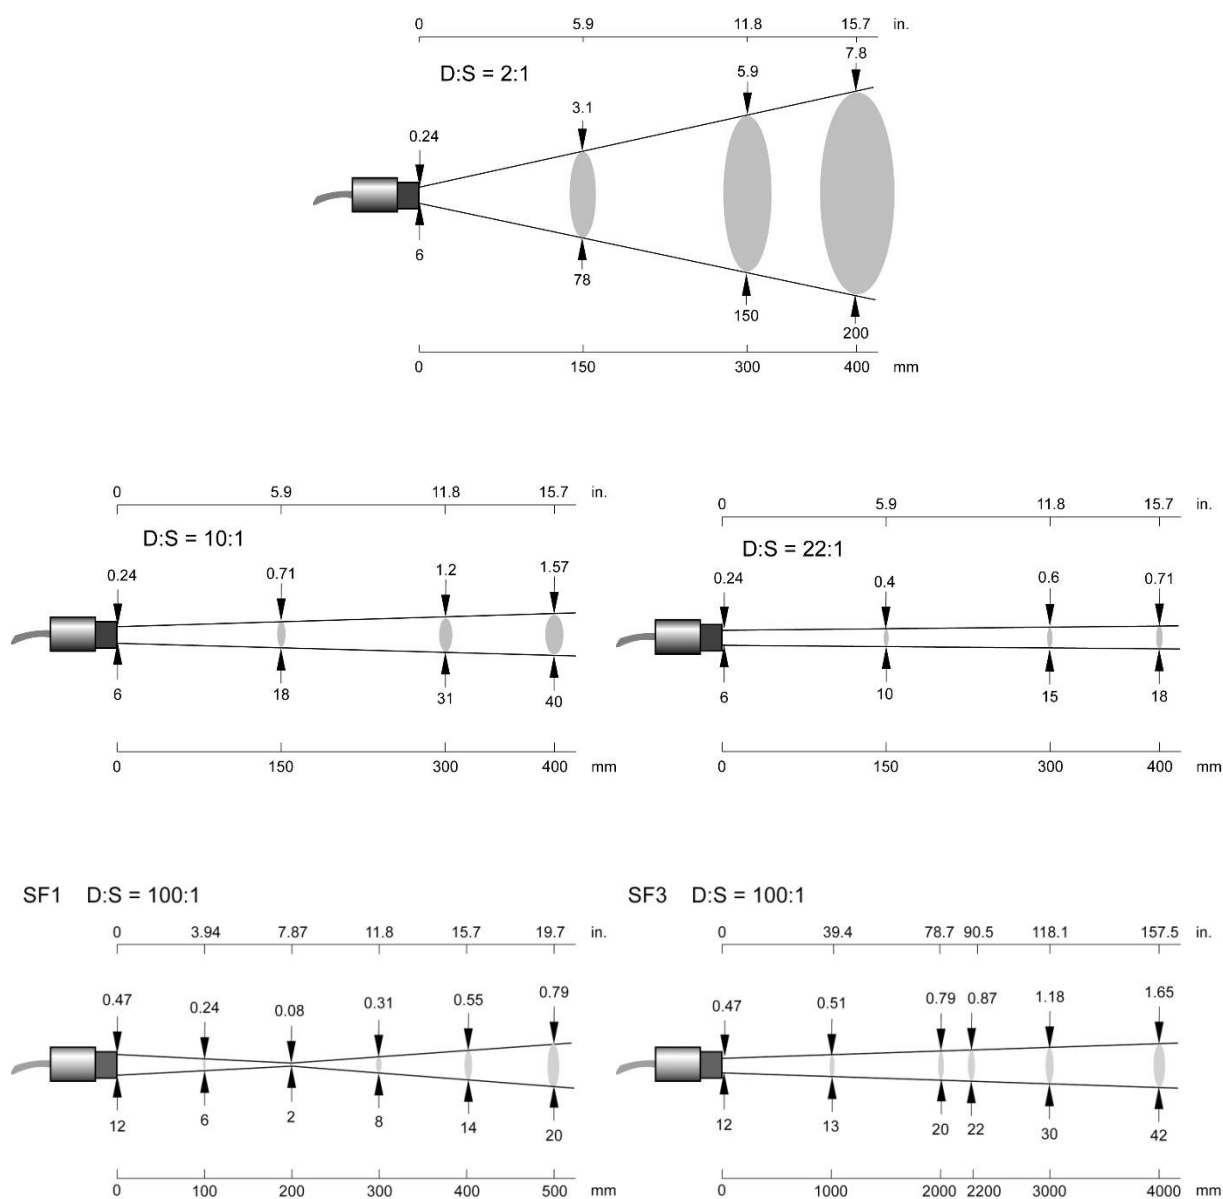 0 5.9 11.8 15.7 in.
7.8
D:S = 2:1
5.9
3.1
0.24
6
78
150
200
0 150 300 400 mm
0 5.9 11.8 15.7 in.
D:S = 10:1
0.24 0.71 1.2 1.57
6 18 31 40
0 150 300 400 mm
0 5.9 11.8 15.7 in.
D:S = 22:1
0.24 0.4 0.6 0.71
6 10 15 18
0 150 300 400 mm
SF1 D:S = 100:1
0 3.94 7.87 11.8 15.7 19.7 in.
0.47 0.24 0.08 0.31 0.55 0.79
12 6 2 8 14 20
0 100 200 300 400 500 mm
SF3 D:S = 100:1
0 39.4 78.7 90.5 118.1 157.5 in.
0.47 0.51 0.79 0.87 1.18 1.65
12 13 20 22 30 42
0 1000 2000 2200 3000 4000 mm